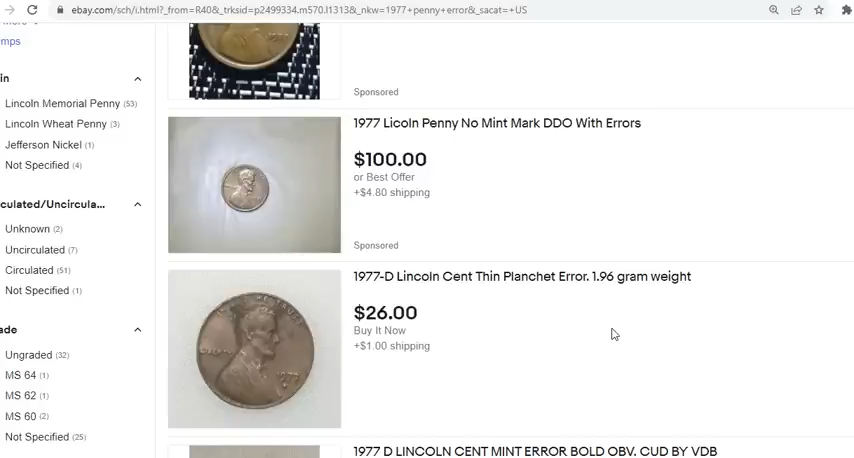 ebay.com/sch/i.html?_from=R40&_trksid=p2499334.m570.l1313&_nkw=1977+penny+error&_sacat=+US
mps
in
Lincoln Memorial Penny (53)
Lincoln Wheat Penny (3)
Jefferson Nickel (1)
Not Specified (4)
culated/Uncircula...
Unknown (2)
Uncirculated (7)
Circulated (51)
Not Specified (1)
ade
Ungraded (32)
MS 64 (1)
MS 62 (1)
MS 60 (2)
Not Specified (25)
Sponsored
1977 Licoln Penny No Mint Mark DDO With Errors
$100.00
or Best Offer
+$4.80 shipping
Sponsored
1977-D Lincoln Cent Thin Planchet Error. 1.96 gram weight
$26.00
Buy It Now
+$1.00 shipping
1977 D LINCOLN CENT MINT ERROR BOLD OBV. CUD BY VDB